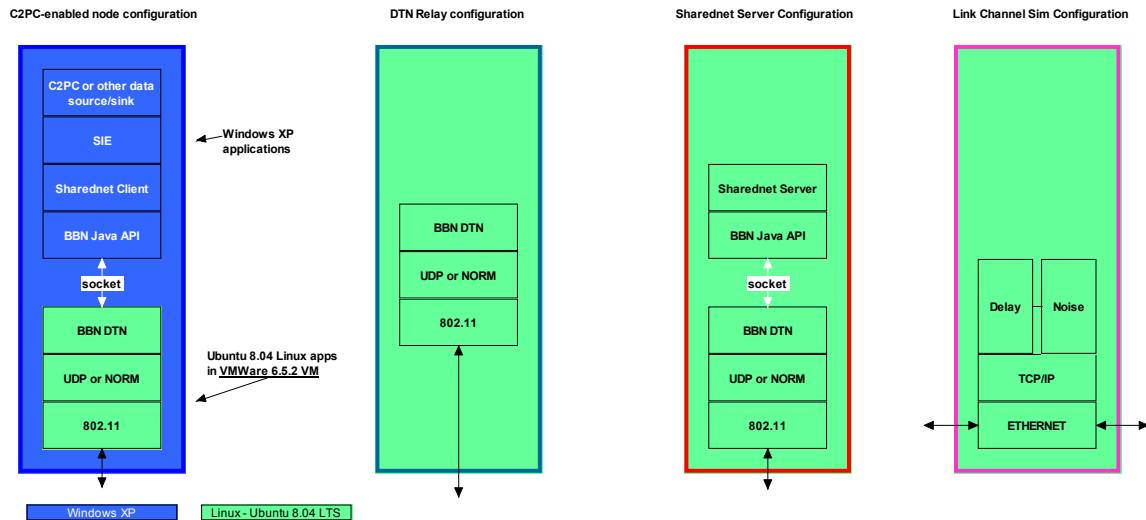 C2PC-enabled node configuration
DTN Relay configuration
Sharednet Server Configuration
Link Channel Sim Configuration
C2PC or other data
source/sink
SIE
Sharednet Client
BBN Java API
socket
BBN DTN
UDP or NORM
802.11
Windows XP
applications
Ubuntu 8.04 Linux apps
in VMWare 6.5.2 VM
BBN DTN
UDP or NORM
802.11
Sharednet Server
BBN Java API
socket
BBN DTN
UDP or NORM
802.11
Delay
Noise
TCP/IP
ETHERNET
Windows XP
Linux - Ubuntu 8.04 LTS